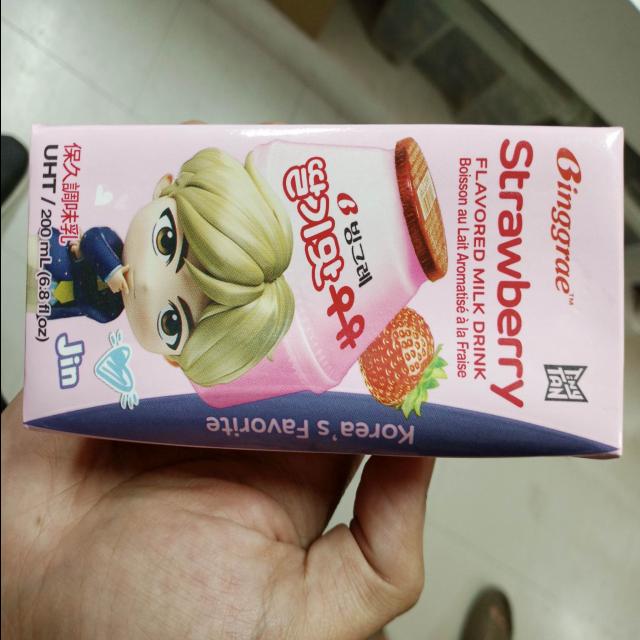 Binggrae™
Strawberry
FLAVORED MILK DRINK
Boisson au Lait Aromatisé à la Fraise
TinyTAN
빙그레
딸기맛우유
Korea's Favorite
Jin
保久調味乳
UHT / 200 mL (6.8 fl oz)